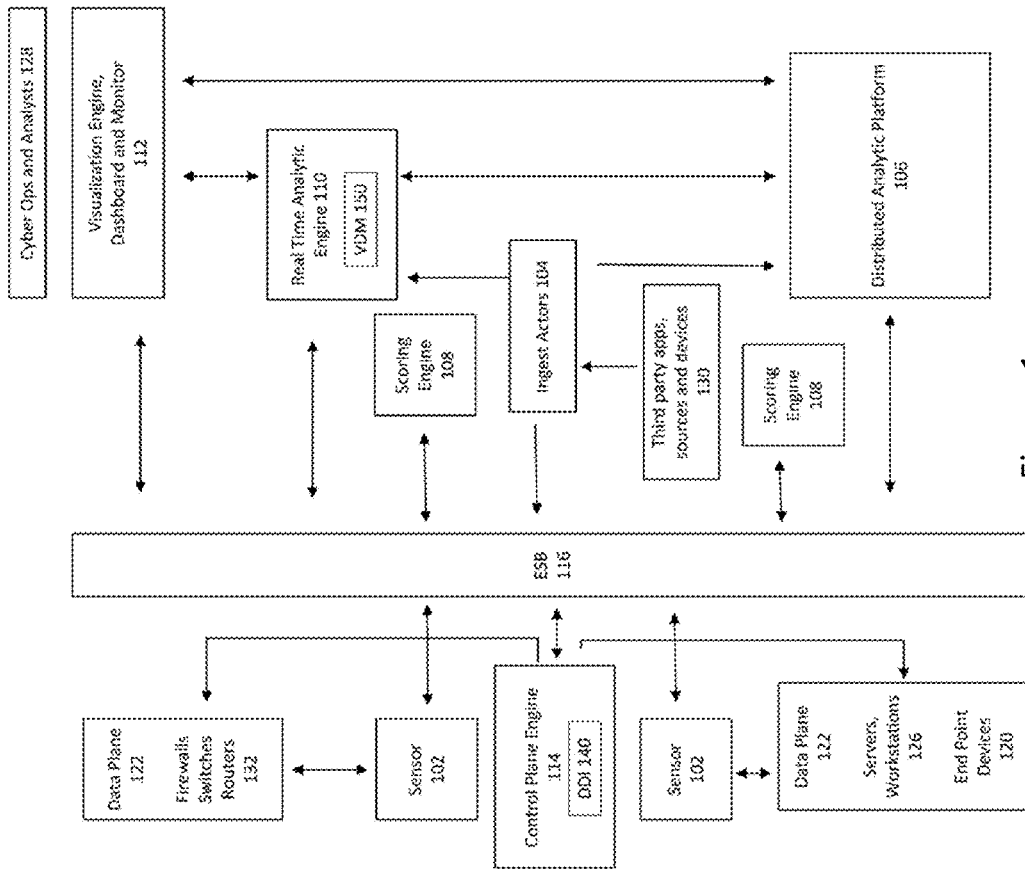 Data Plane
122
Servers,
Workstations
126
End Point
Devices
120
Sensor
102
Control Plane Engine
114
DDI 140
Sensor
102
Data Plane
122
Firewalls
Switches
Routers
132
ESB
116
Distributed Analytic Platform
106
Scoring
Engine
108
Third party apps,
sources and devices
130
Ingest Actors 104
Scoring
Engine
108
Real Time Analytic
Engine 110
VDM 150
Visualization Engine,
Dashboard and Monitor
112
Cyber Ops and Analysts 128